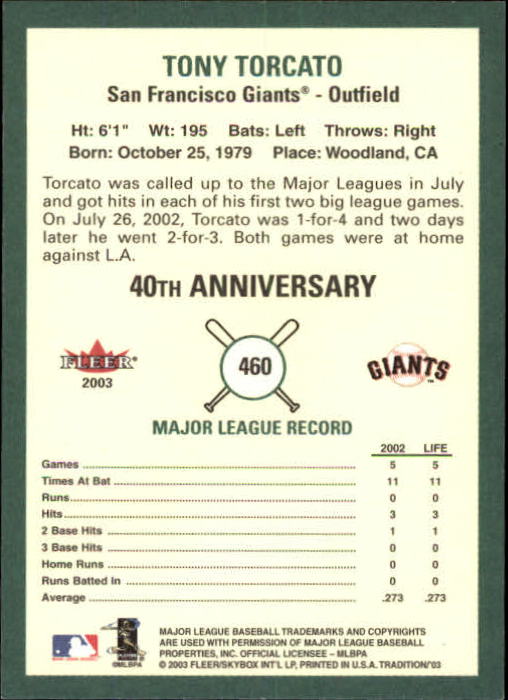 TONY TORCATO
San Francisco Giants® - Outfield
Ht: 6'1" Wt: 195 Bats: Left Throws: Right
Born: October 25, 1979 Place: Woodland, CA
Torcato was called up to the Major Leagues in July
and got hits in each of his first two big league games.
On July 26, 2002, Torcato was 1-for-4 and two days
later he went 2-for-3. Both games were at home
against L.A.
40TH ANNIVERSARY
FLEER®
2003
460
GIANTS™
MAJOR LEAGUE RECORD
2002 LIFE
Games 5 5
Times At Bat 11 11
Runs 0 0
Hits 3 3
2 Base Hits 1 1
3 Base Hits 0 0
Home Runs 0 0
Runs Batted In 0 0
Average .273 .273
©MLBPA
MAJOR LEAGUE BASEBALL TRADEMARKS AND COPYRIGHTS
ARE USED WITH PERMISSION OF MAJOR LEAGUE BASEBALL
PROPERTIES, INC. OFFICIAL LICENSEE - MLBPA
© 2003 FLEER/SKYBOX INT'L LP, PRINTED IN U.S.A. TRADITION/'03